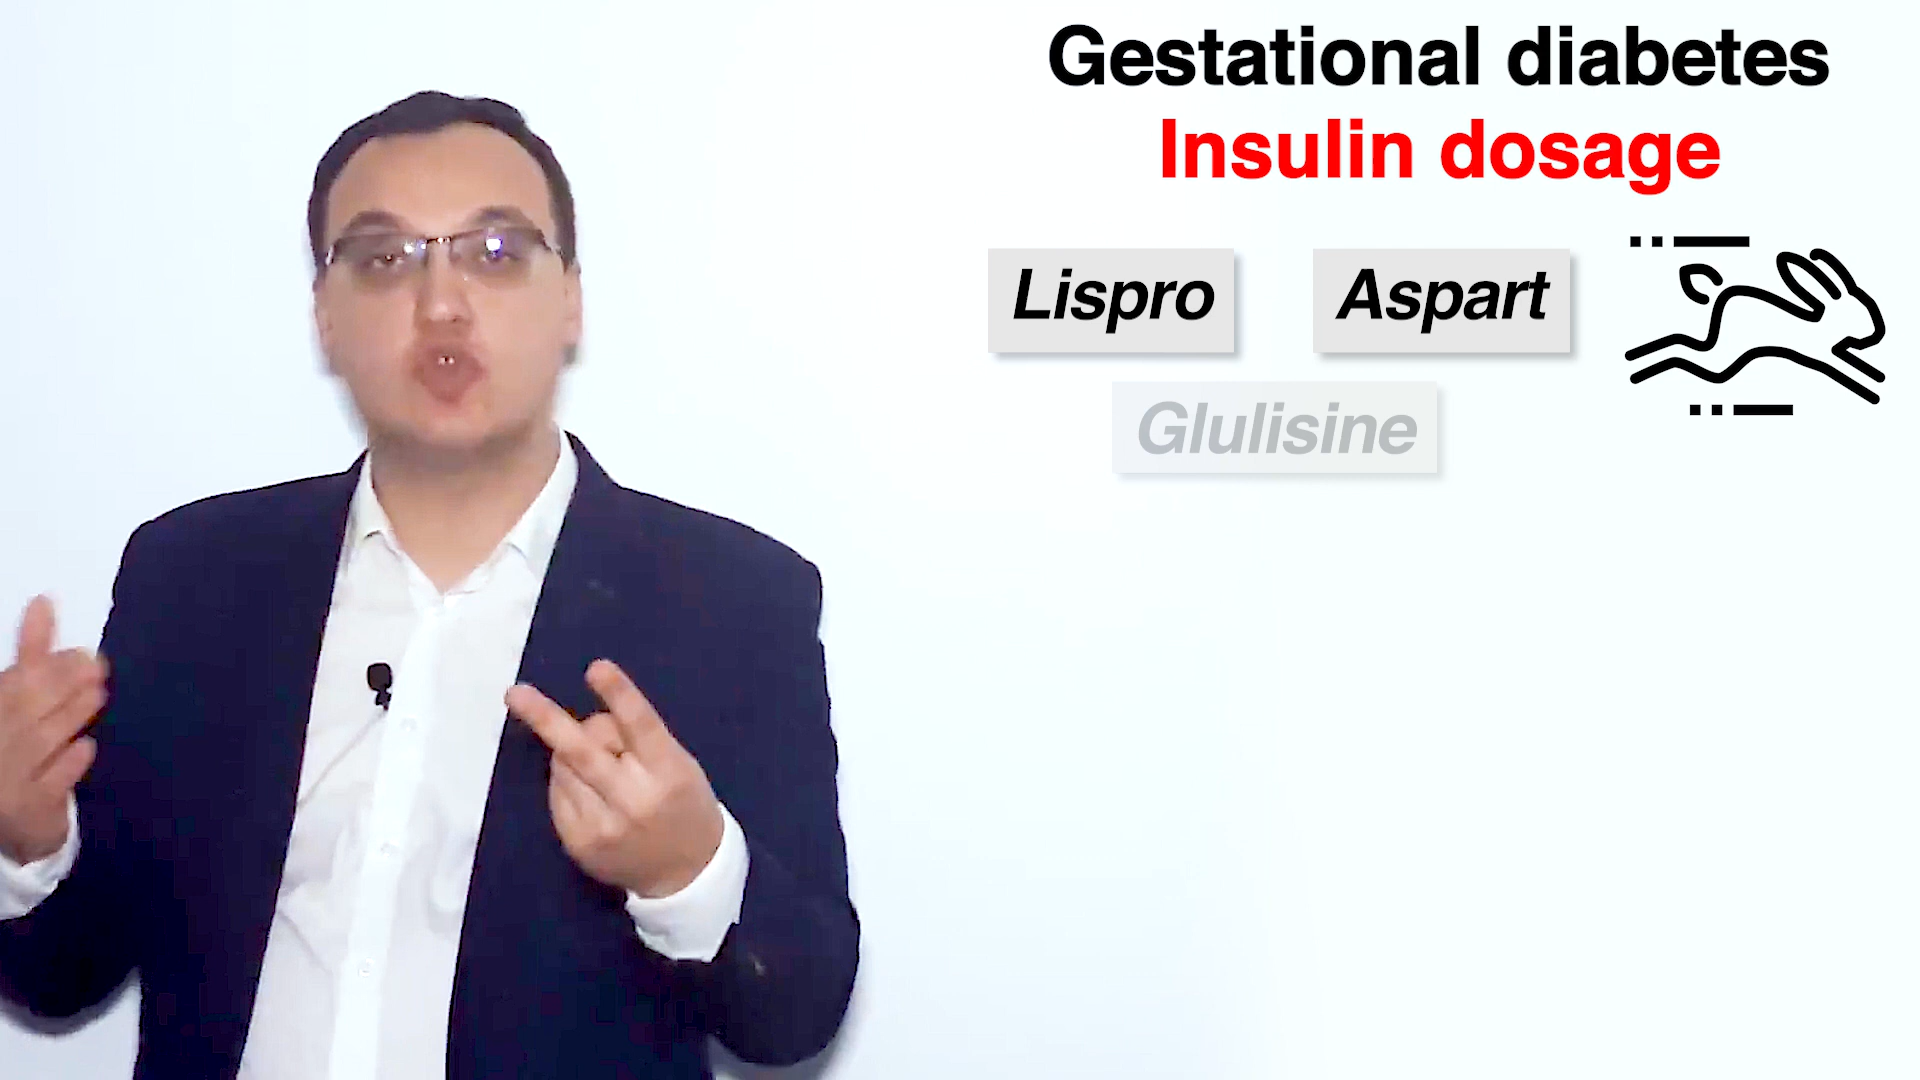 Gestational diabetes
Insulin dosage
Lispro Aspart
Glulisine